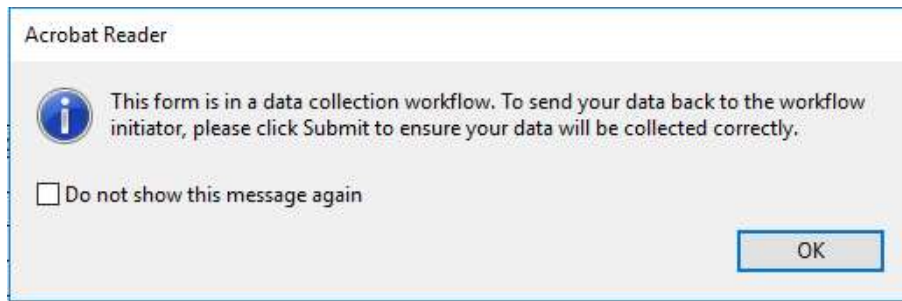 Acrobat Reader
This form is in a data collection workflow. To send your data back to the workflow
initiator, please click Submit to ensure your data will be collected correctly.
Do not show this message again
OK